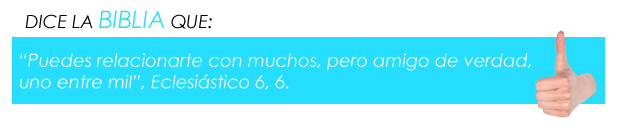 DICE LA BIBLIA QUE:
“Puedes relacionarte con muchos, pero amigo de verdad,
uno entre mil”, Eclesiástico 6, 6.